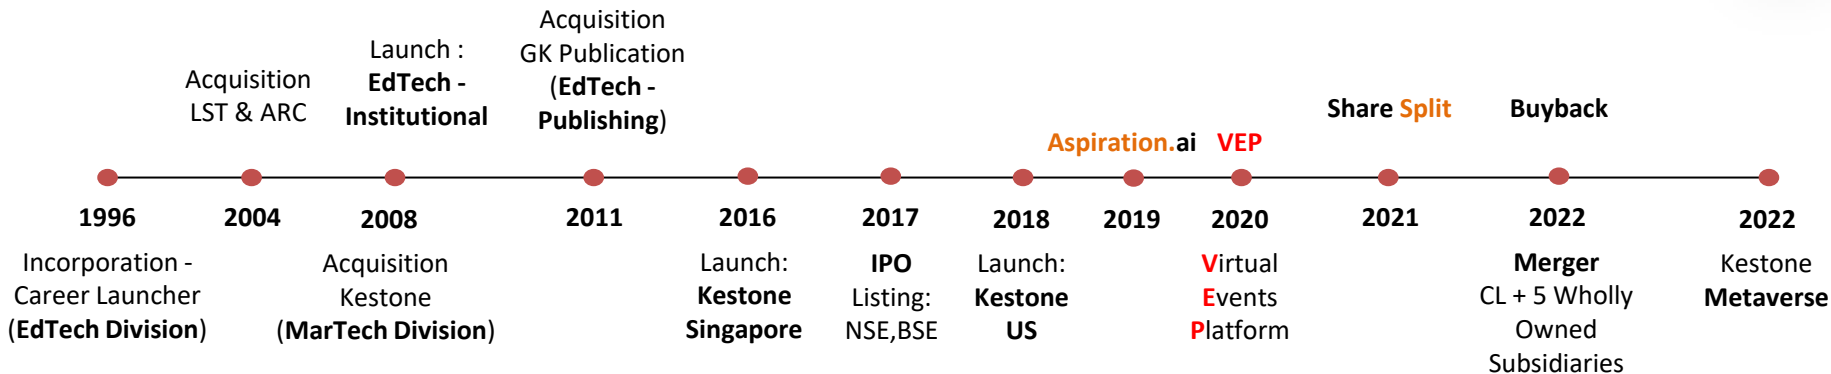 Acquisition
LST & ARC
Launch :
EdTech -
Institutional
Acquisition
GK Publication
(EdTech -
Publishing)
Aspiration.ai
VEP
Share Split
Buyback
1996
2004
2008
2011
2016
2017
2018
2019
2020
2021
2022
2022
Incorporation -
Career Launcher
(EdTech Division)
Acquisition
Kestone
(MarTech Division)
Launch:
Kestone
Singapore
IPO
Listing:
NSE,BSE
Launch:
Kestone
US
Virtual
Events
Platform
Merger
CL + 5 Wholly
Owned
Subsidiaries
Kestone
Metaverse